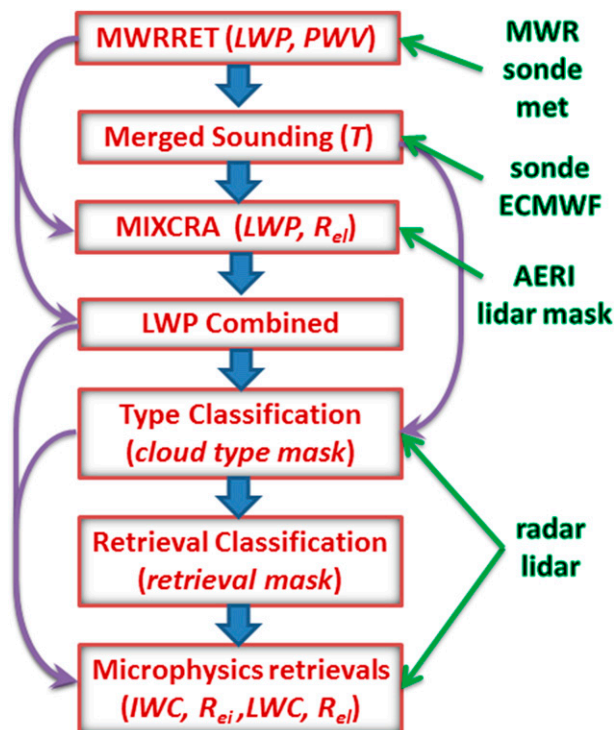 MWRRET (LWP, PWV)
Merged Sounding (T)
MIXCRA (LWP, Rel)
LWP Combined
Type Classification
(cloud type mask)
Retrieval Classification
(retrieval mask)
Microphysics retrievals
(IWC, Rei ,LWC, Rel)
MWR
sonde
met
sonde
ECMWF
AERI
lidar mask
radar
lidar